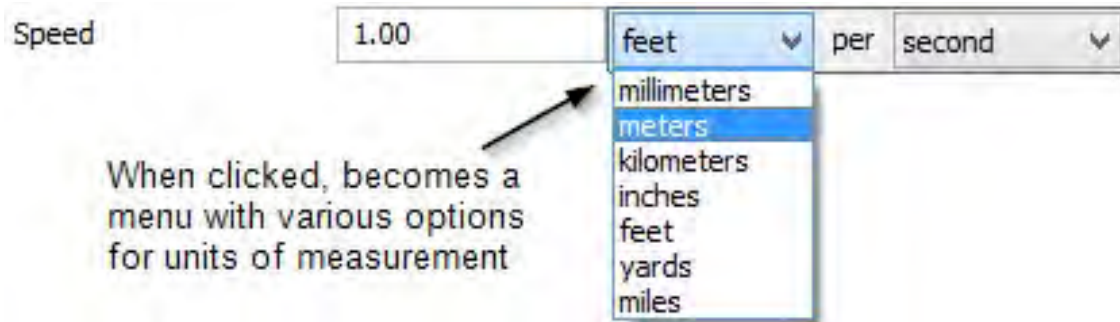 Speed 1.00 feet per second
millimeters
meters
kilometers
inches
feet
yards
miles
When clicked, becomes a
menu with various options
for units of measurement